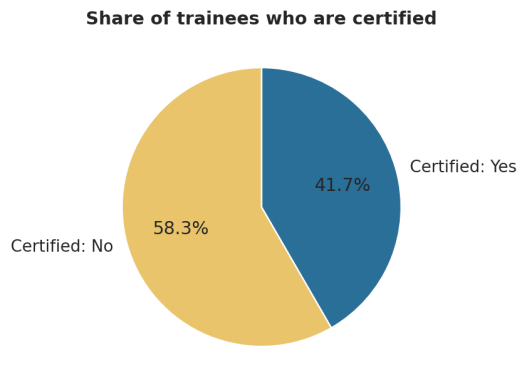 Share of trainees who are certified
Certified: Yes
41.7%
58.3%
Certified: No